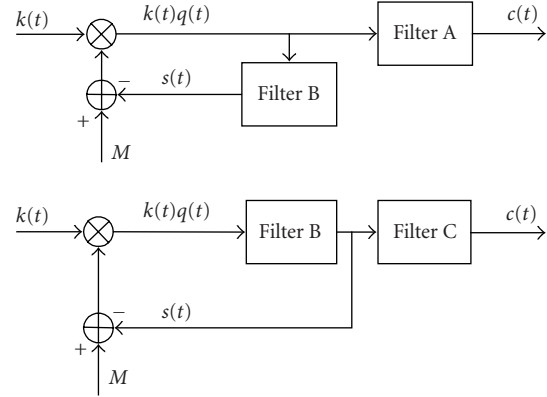 k(t) k(t)q(t) Filter A c(t)
− s(t) Filter B
+
M
k(t) k(t)q(t) Filter B Filter C c(t)
− s(t)
+
M